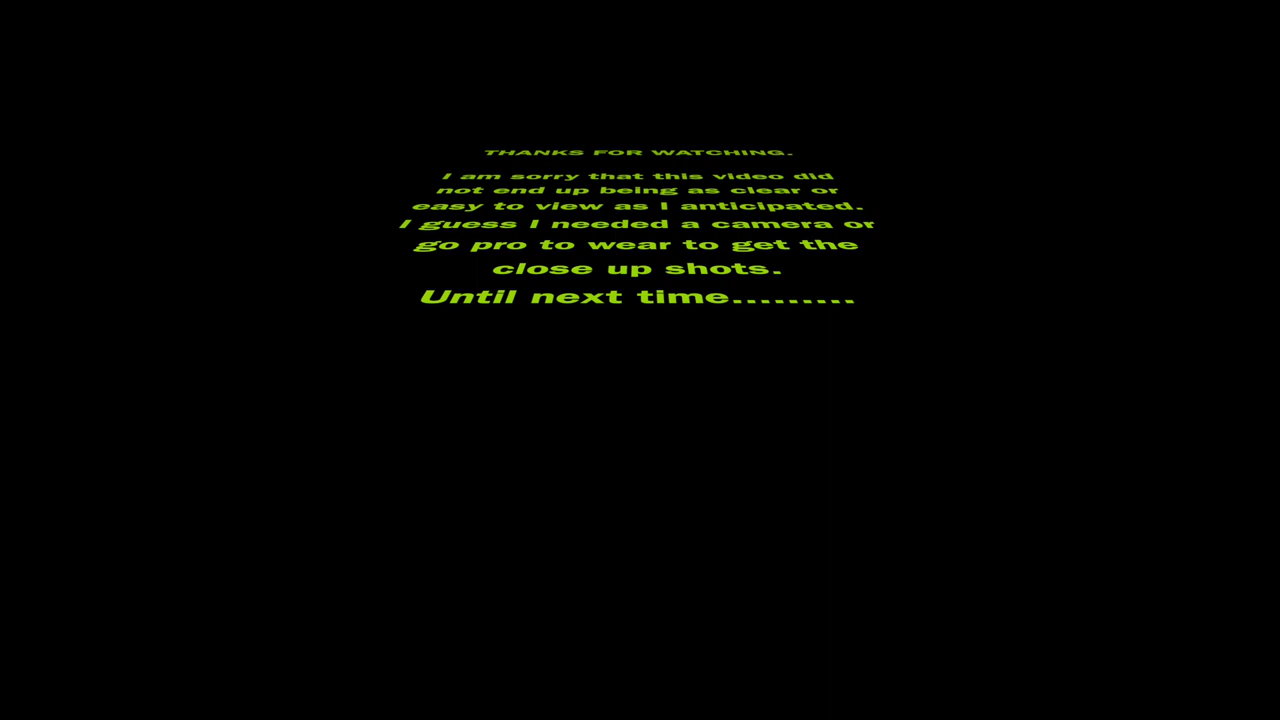 THANKS FOR WATCHING.
I am sorry that this video did
not end up being as clear or
easy to view as I anticipated.
I guess I needed a camera or
go pro to wear to get the
close up shots.
Until next time.........